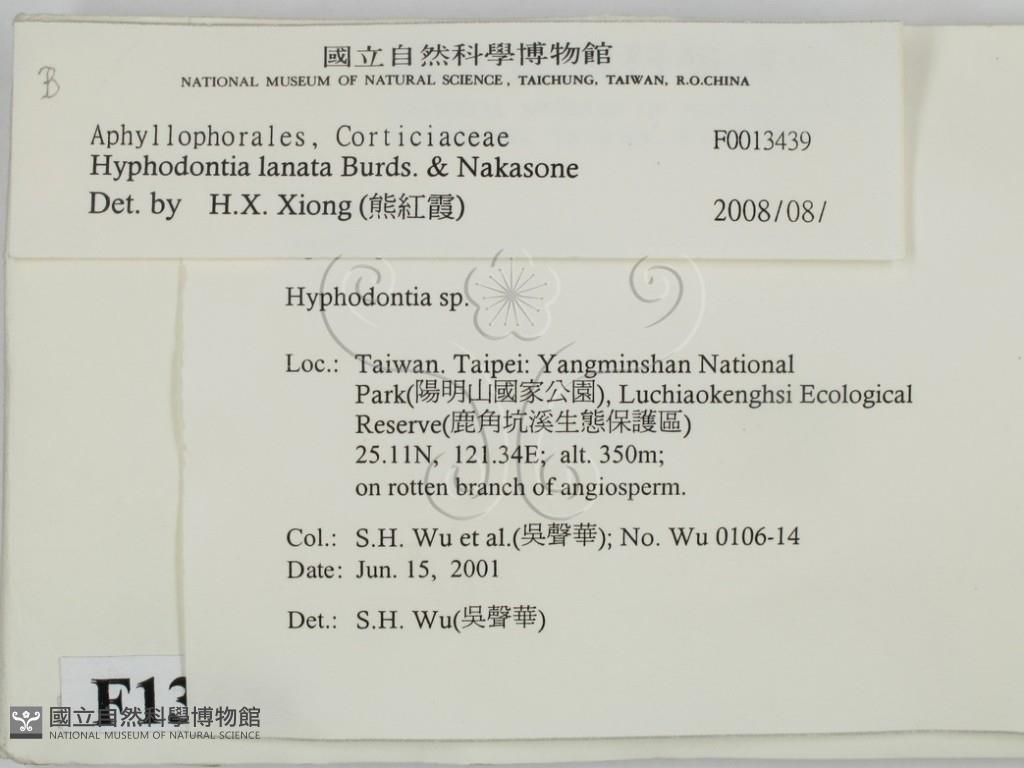 B
國立自然科學博物館
NATIONAL MUSEUM OF NATURAL SCIENCE, TAICHUNG, TAIWAN, R.O.CHINA
Aphyllophorales, Corticiaceae F0013439
Hyphodontia lanata Burds. & Nakasone
Det. by H.X. Xiong (熊紅霞) 2008/08/
Hyphodontia sp.
Loc.: Taiwan. Taipei: Yangminshan National
Park(陽明山國家公園), Luchiaokenghsi Ecological
Reserve(鹿角坑溪生態保護區)
25.11N, 121.34E; alt. 350m;
on rotten branch of angiosperm.
Col.: S.H. Wu et al.(吳聲華); No. Wu 0106-14
Date: Jun. 15, 2001
Det.: S.H. Wu(吳聲華)
F13
國立自然科學博物館
NATIONAL MUSEUM OF NATURAL SCIENCE